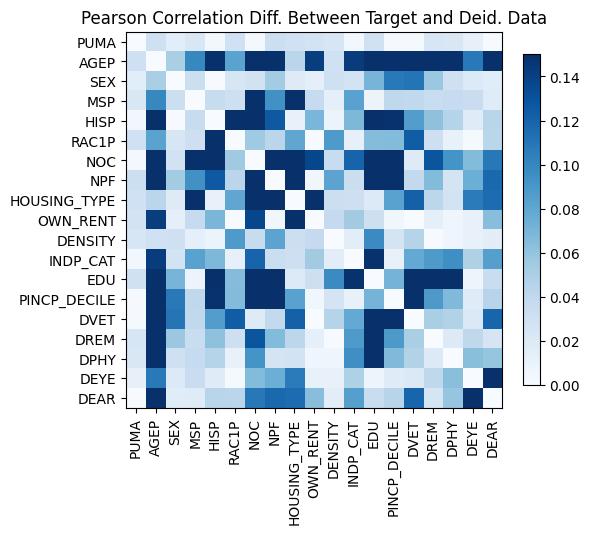 Pearson Correlation Diff. Between Target and Deid. Data
PUMA
AGEP
SEX
MSP
HISP
RAC1P
NOC
NPF
HOUSING_TYPE
OWN_RENT
DENSITY
INDP_CAT
EDU
PINCP_DECILE
DVET
DREM
DPHY
DEYE
DEAR
PUMA
AGEP
SEX
MSP
HISP
RAC1P
NOC
NPF
HOUSING_TYPE
OWN_RENT
DENSITY
INDP_CAT
EDU
PINCP_DECILE
DVET
DREM
DPHY
DEYE
DEAR
0.14
0.12
0.10
0.08
0.06
0.04
0.02
0.00